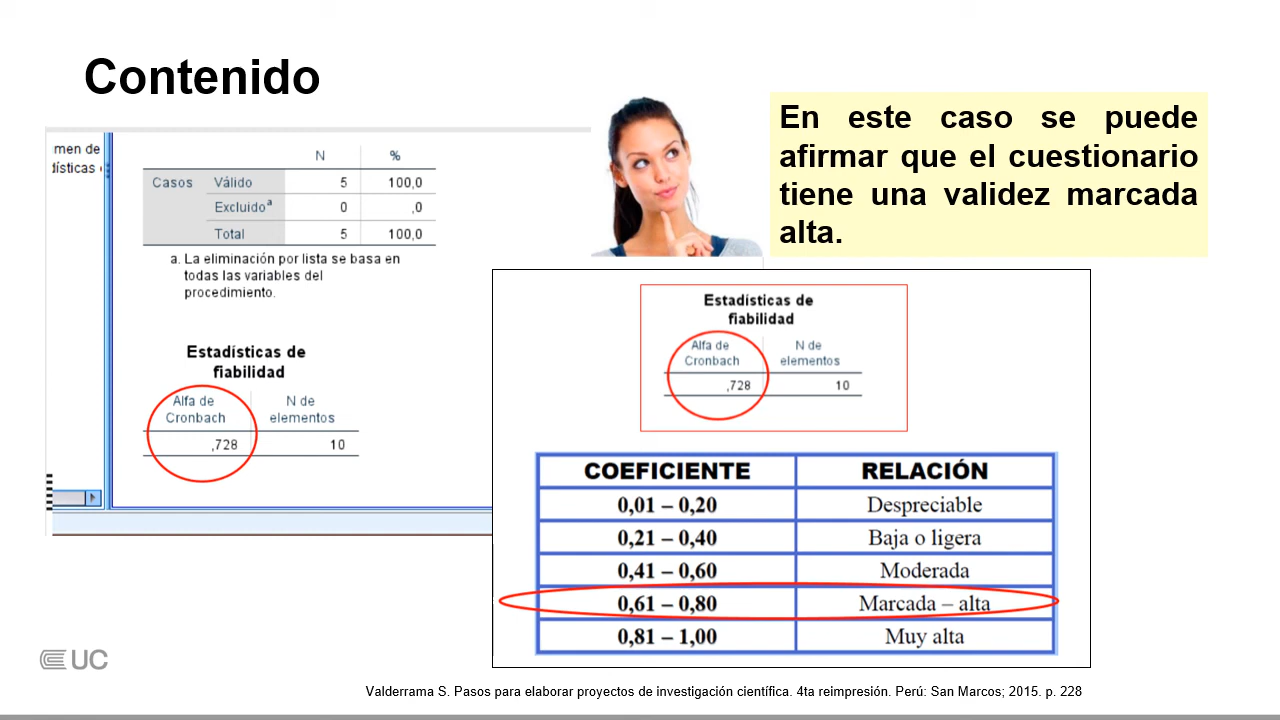 Contenido
En este caso se puede
afirmar que el cuestionario
tiene una validez marcada
alta.
N %
Casos Válido 5 100,0
Excluidoᵃ 0 ,0
Total 5 100,0
a. La eliminación por lista se basa en
todas las variables del
procedimiento.
Estadísticas de
fiabilidad
Alfa de N de
Cronbach elementos
,728 10
Estadísticas de
fiabilidad
Alfa de N de
Cronbach elementos
,728 10
COEFICIENTE RELACIÓN
0,01 – 0,20 Despreciable
0,21 – 0,40 Baja o ligera
0,41 – 0,60 Moderada
0,61 – 0,80 Marcada – alta
0,81 – 1,00 Muy alta
UC
Valderrama S. Pasos para elaborar proyectos de investigación científica. 4ta reimpresión. Perú: San Marcos; 2015. p. 228